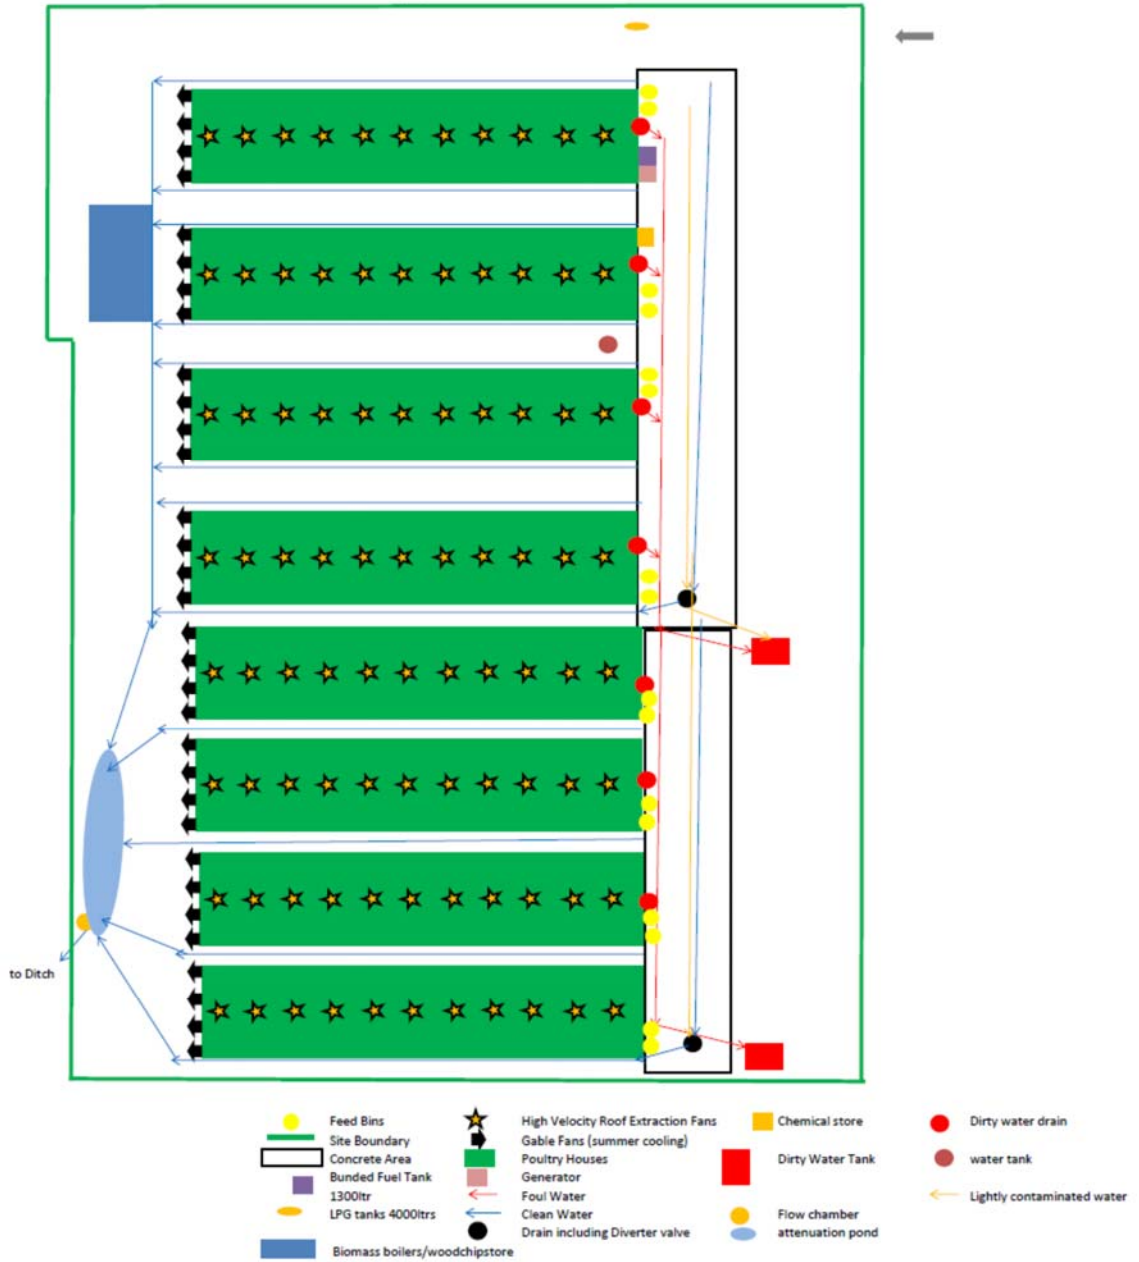 to Ditch
Feed Bins
High Velocity Roof Extraction Fans
Chemical store
Dirty water drain
Site Boundary
Gable Fans (summer cooling)
Concrete Area
Poultry Houses
Dirty Water Tank
water tank
Bunded Fuel Tank
1300ltr
Generator
Foul Water
Lightly contaminated water
LPG tanks 4000ltrs
Clean Water
Flow chamber
Drain including Diverter valve
attenuation pond
Biomass boilers/woodchipstore